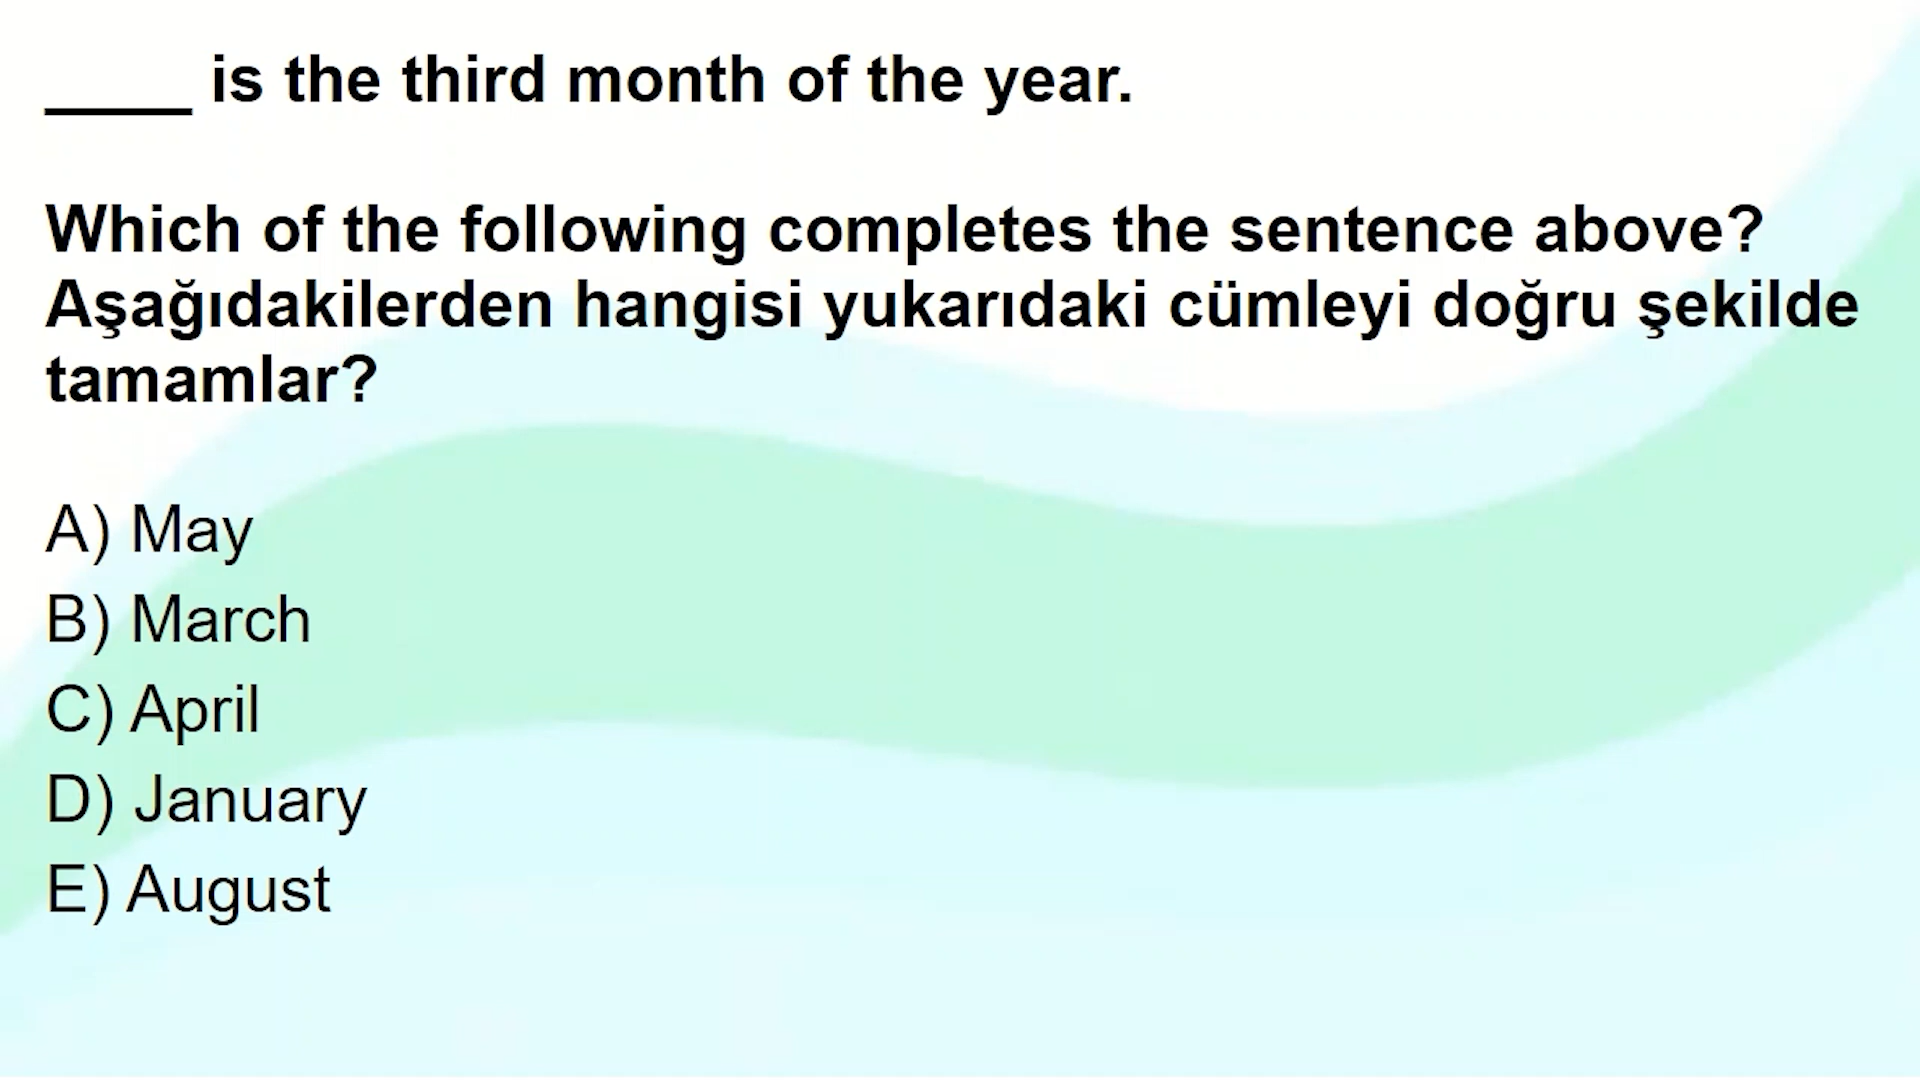 ____ is the third month of the year.
Which of the following completes the sentence above?
Aşağıdakilerden hangisi yukarıdaki cümleyi doğru şekilde
tamamlar?
A) May
B) March
C) April
D) January
E) August